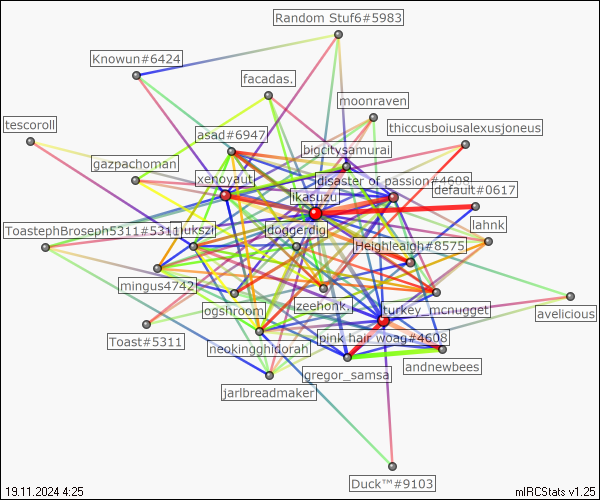 Random Stuf6#5983
Knowun#6424
facadas.
moonraven
tescoroll
asad#6947
thiccusboiusalexusjoneus
bigcitysamurai
gazpachoman
xenoyaut
disaster of passion#4608
default#0617
ikasuzu
ToastephBroseph5311#5311
mukszi
doggerdig
lahnk
Heighleaigh#8575
mingus4742
ogshroom
zeehonk.
turkey_mcnugget
avelicious
Toast#5311
neokingghidorah
pink hair woag#4608
andnewbees
gregor_samsa
jarlbreadmaker
Duck™#9103
19.11.2024 4:25
mIRCStats v1.25